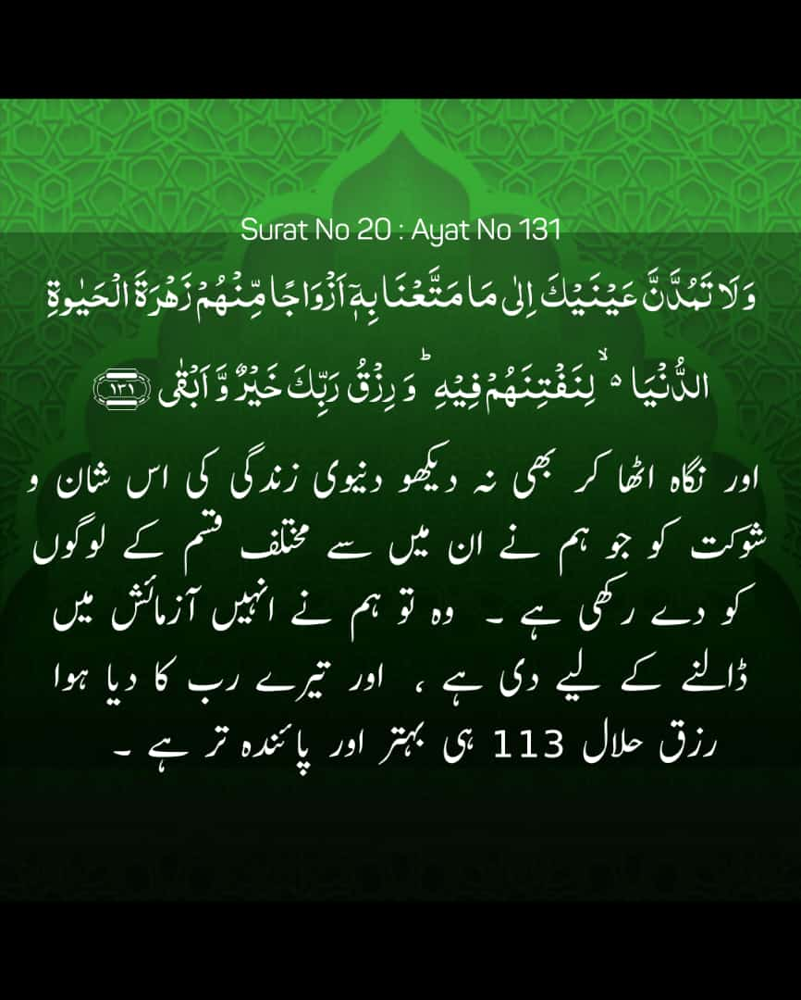 Surat No 20 : Ayat No 131
وَلَا تَمُدَّنَّ عَيْنَيْكَ اِلٰى مَا مَتَّعْنَا بِهٖۤ اَزْوَاجًا مِّنْهُمْ زَهْرَةَ الْحَيٰوةِ
الدُّنْيَا ۙ۬ لِنَفْتِنَهُمْ فِيْهِ ؕ وَ رِزْقُ رَبِّكَ خَيْرٌ وَّ اَبْقٰى ﴿۱۳۱﴾
اور نگاہ اٹھا کر بھی نہ دیکھو دنیوی زندگی کی اس شان و
شوکت کو جو ہم نے ان میں سے مختلف قسم کے لوگوں
کو دے رکھی ہے ۔ وہ تو ہم نے انہیں آزمائش میں
ڈالنے کے لیے دی ہے ، اور تیرے رب کا دیا ہوا
رزق حلال 113 ہی بہتر اور پائندہ تر ہے ۔